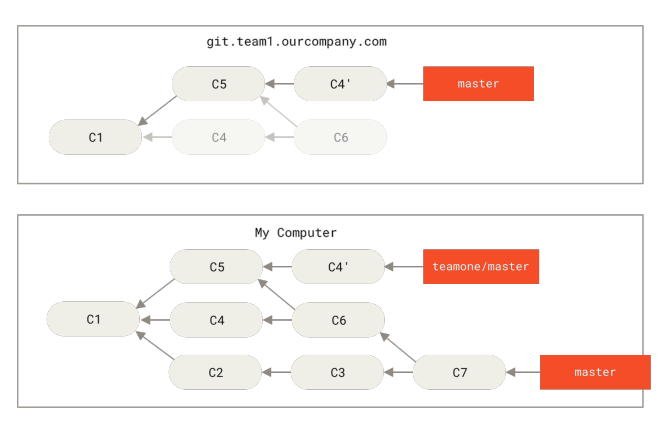 git.team1.ourcompany.com
C5
C4'
master
C1
C4
C6
My Computer
C5
C4'
teamone/master
C1
C4
C6
C2
C3
C7
master